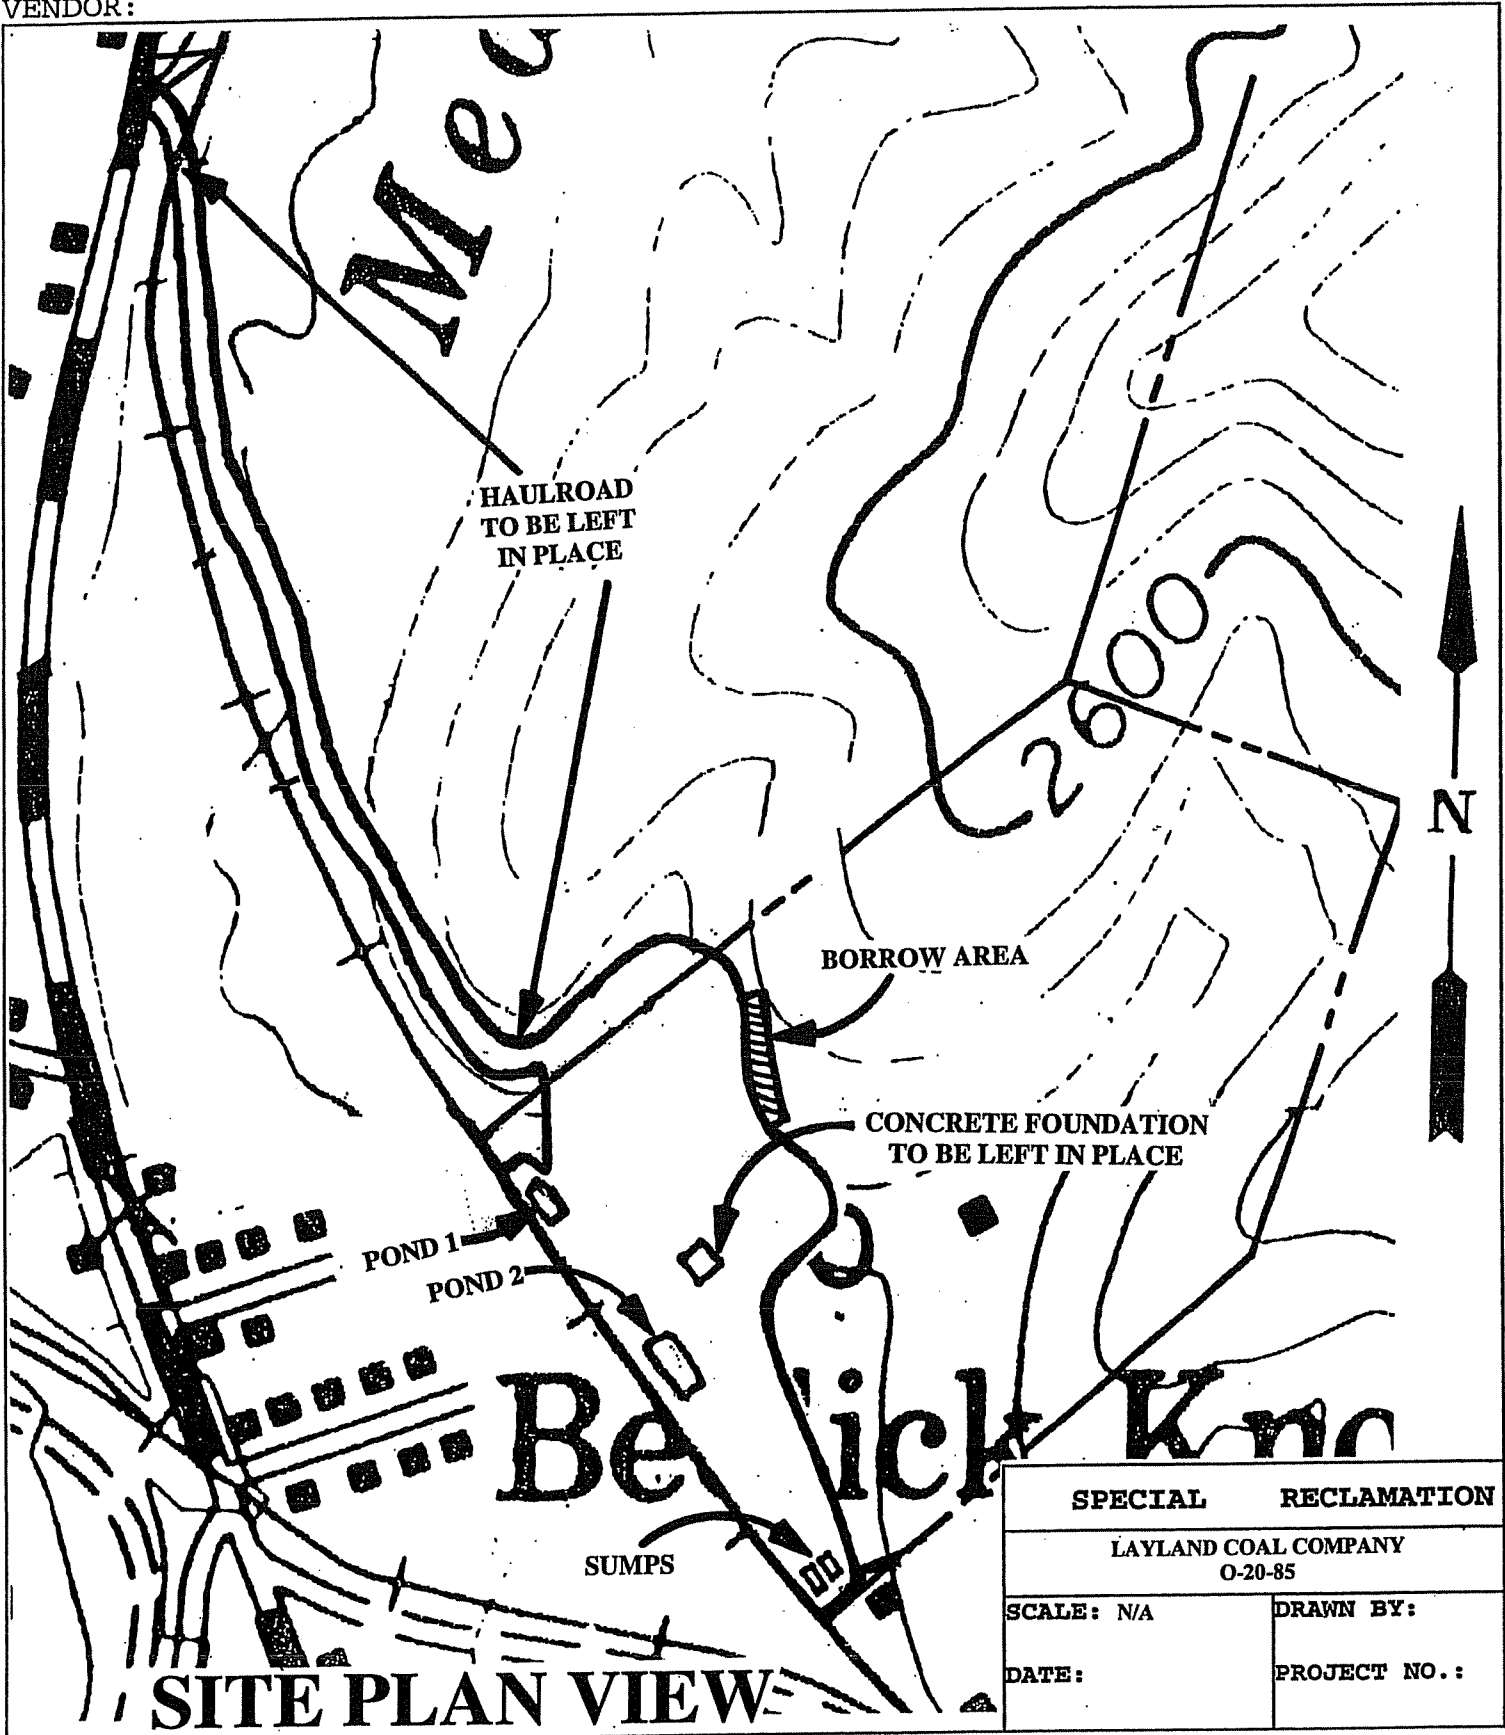 VENDOR:
HAULROAD
TO BE LEFT
IN PLACE
2600
N
BORROW AREA
CONCRETE FOUNDATION
TO BE LEFT IN PLACE
POND 1
POND 2
SUMPS
SPECIAL RECLAMATION
LAYLAND COAL COMPANY
O-20-85
SCALE: N/A
DRAWN BY:
DATE:
PROJECT NO.:
SITE PLAN VIEW